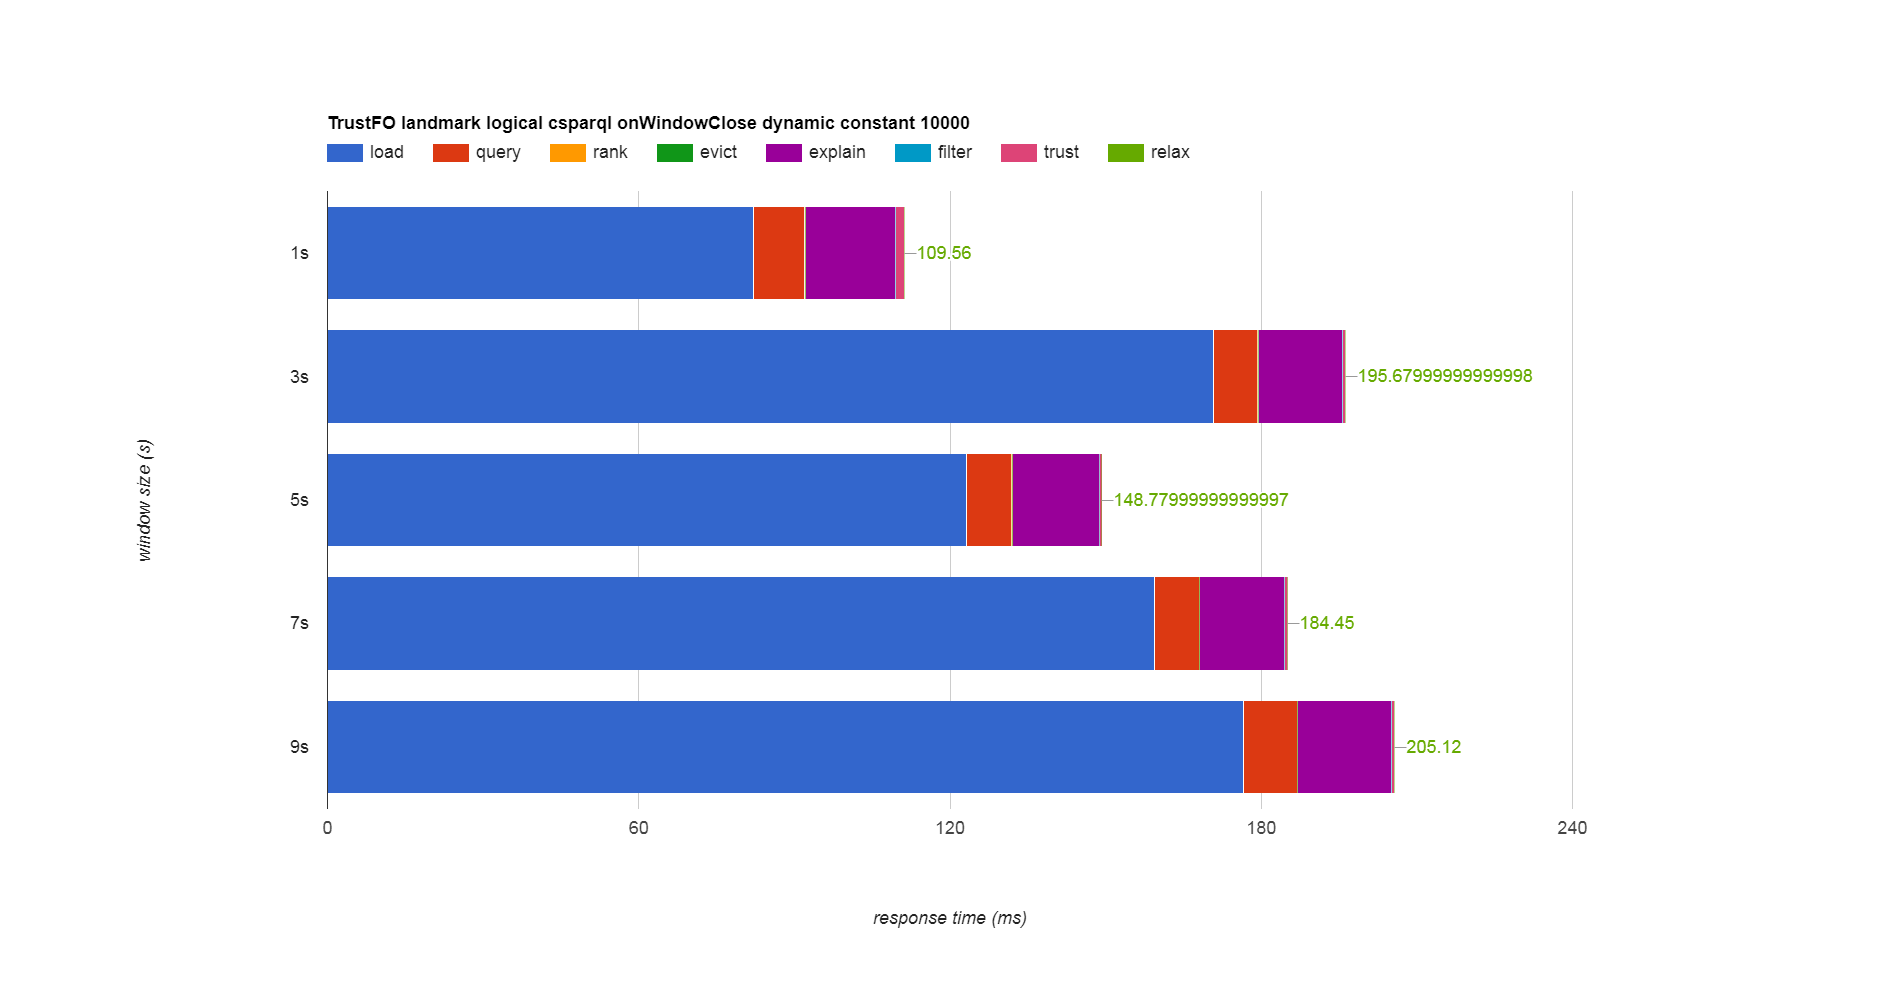 TrustFO landmark logical csparql onWindowClose dynamic constant 10000
load query rank evict explain filter trust relax
1s 109.56
3s 195.67999999999998
5s 148.77999999999997
7s 184.45
9s 205.12
window size (s)
0 60 120 180 240
response time (ms)